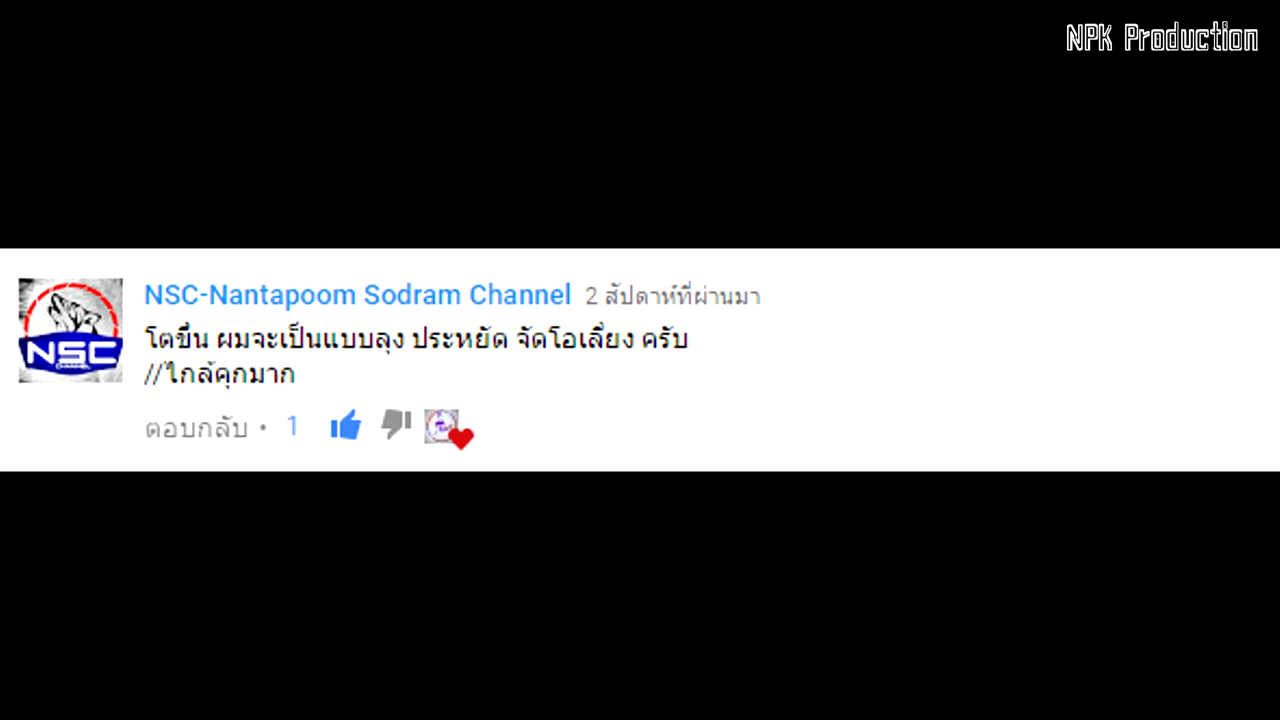 NPK Production
NSC-Nantapoom Sodram Channel 2 สัปดาห์ที่ผ่านมา
โตขึ้น ผมจะเป็นแบบลุง ประหยัด จัดโอเลี้ยง ครับ
//ไกล้คุกมาก
NSC
CHANNEL
ตอบกลับ • 1